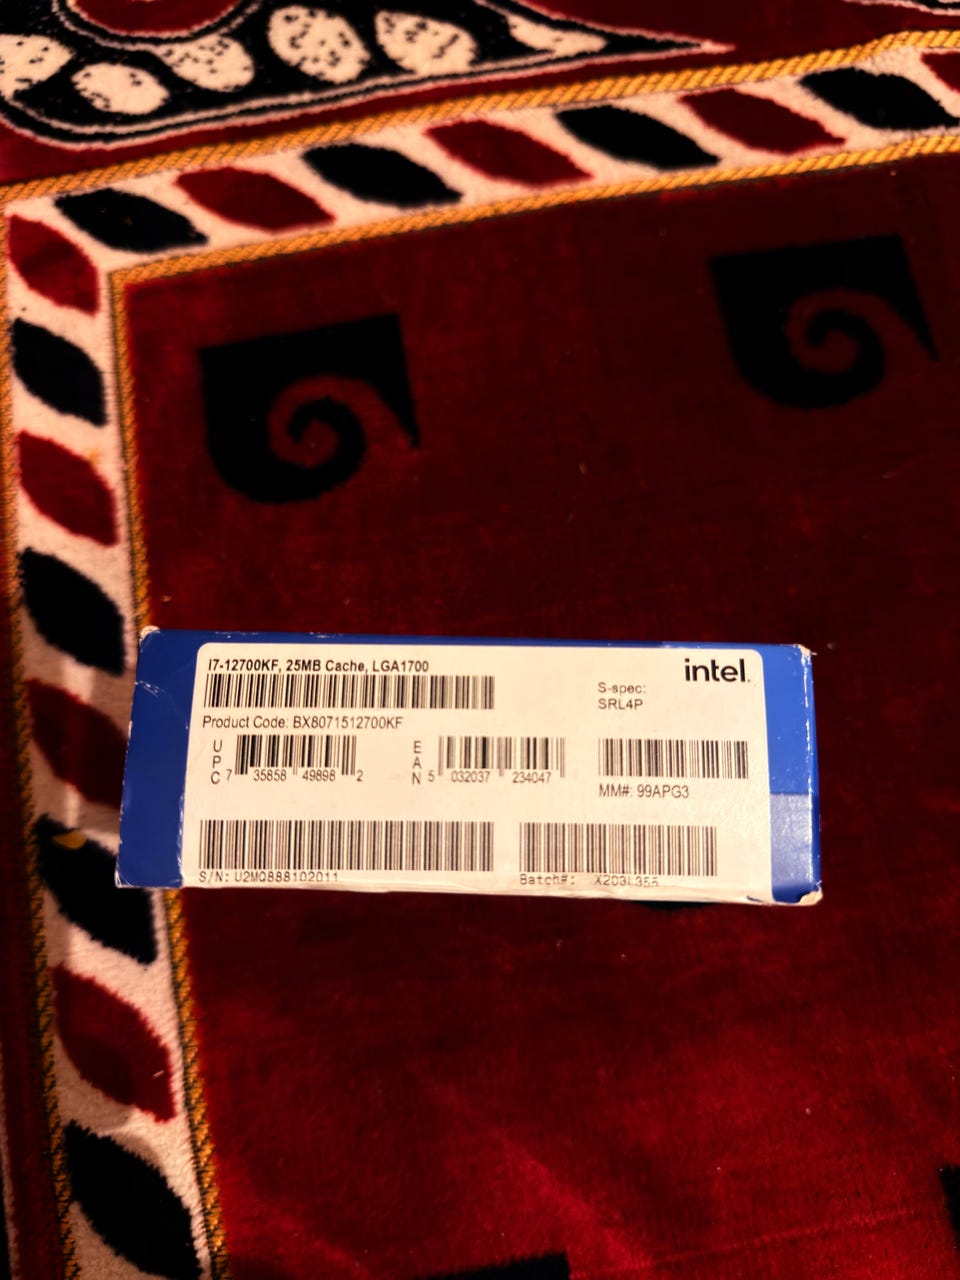 i7-12700KF, 25MB Cache, LGA1700
intel.
S-spec:
SRL4P
Product Code: BX8071512700KF
UPC
7 35858 49898 2
EAN
5 032037 234047
MM#: 99APG3
S/N: U2MQ888102011
Batch#: X203L355